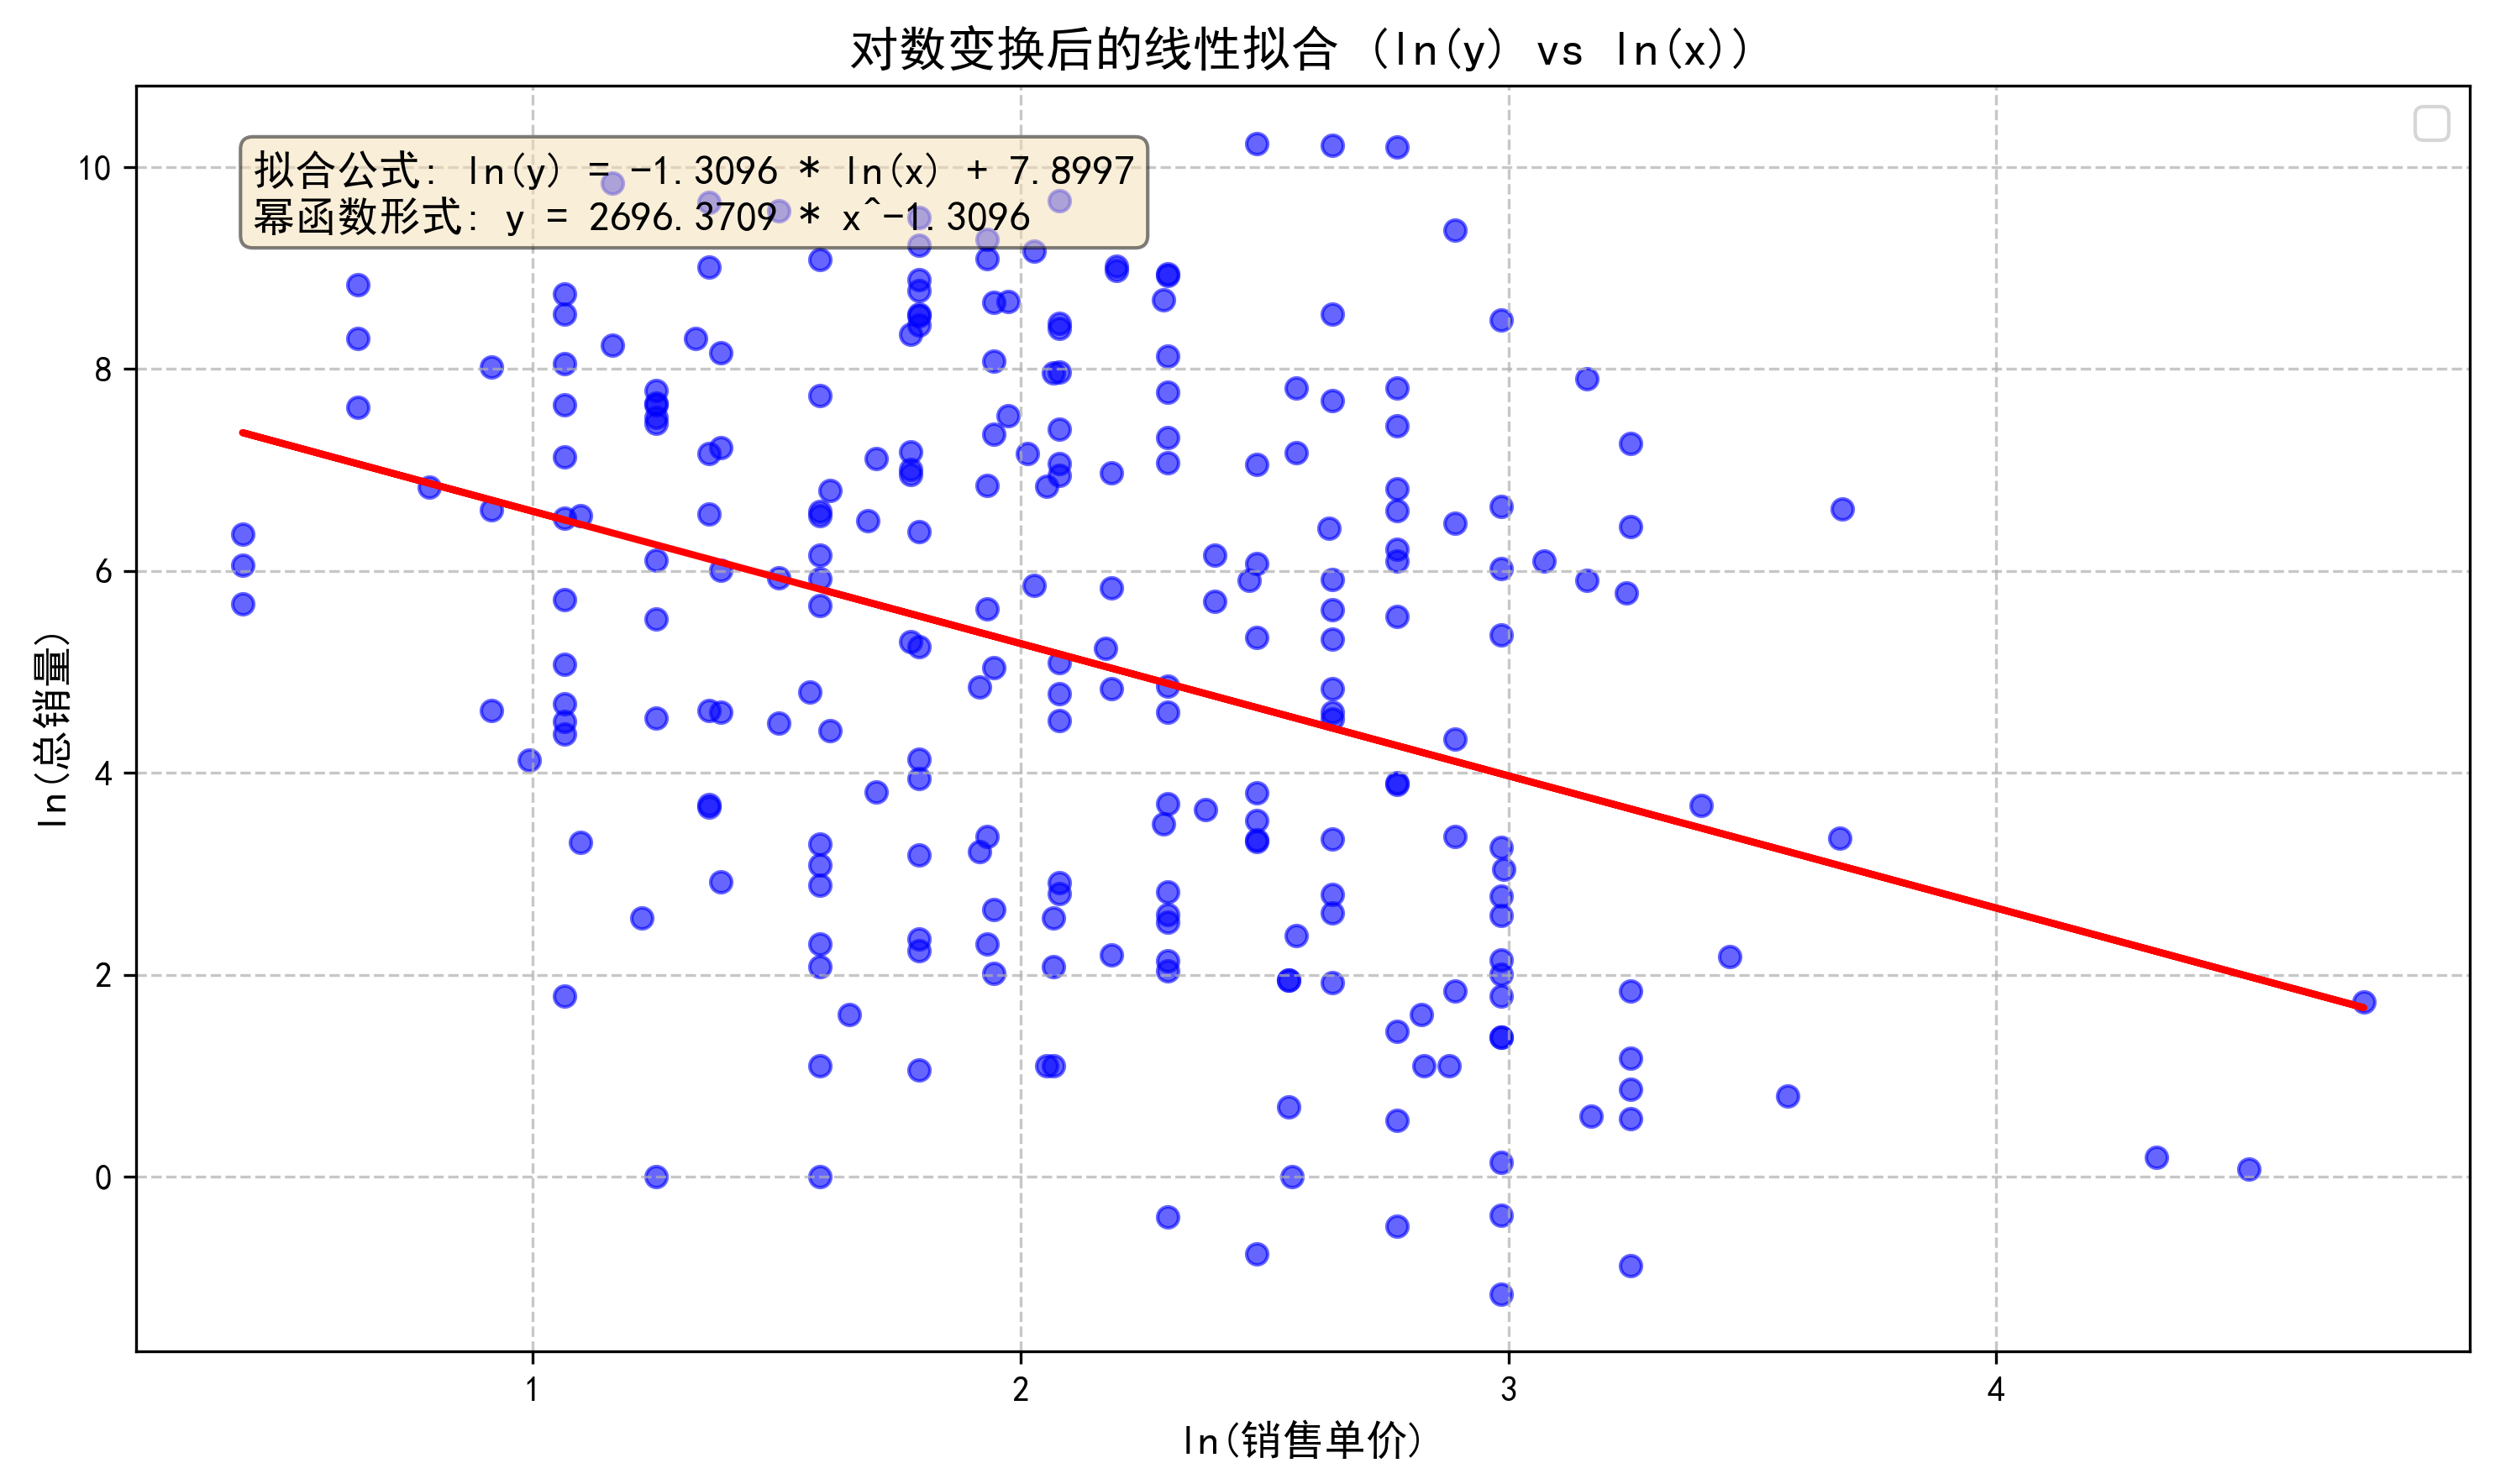 对数变换后的线性拟合 (ln(y) vs ln(x))
拟合公式: ln(y) = -1.3096 * ln(x) + 7.8997
幂函数形式: y = 2696.3709 * x^-1.3096
10
8
6
4
2
0
ln(总销量)
1 2 3 4
ln(销售单价)